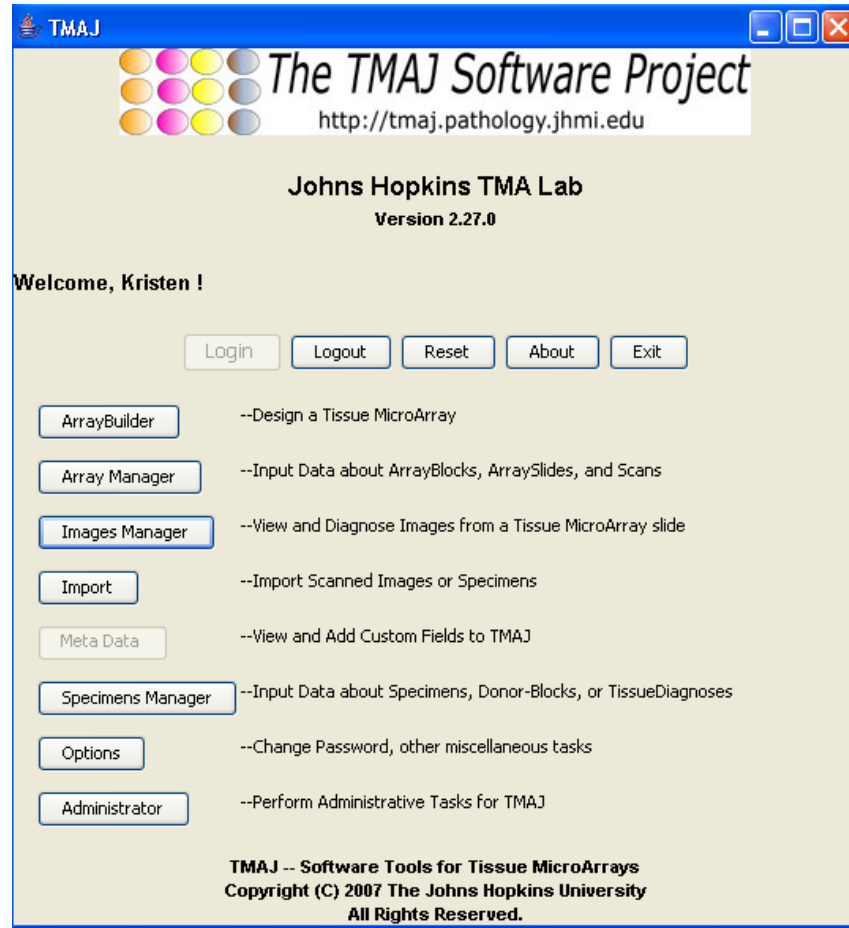 TMAJ
The TMAJ Software Project
http://tmaj.pathology.jhmi.edu
Johns Hopkins TMA Lab
Version 2.27.0
Welcome, Kristen !
Login Logout Reset About Exit
ArrayBuilder --Design a Tissue MicroArray
Array Manager --Input Data about ArrayBlocks, ArraySlides, and Scans
Images Manager --View and Diagnose Images from a Tissue MicroArray slide
Import --Import Scanned Images or Specimens
Meta Data --View and Add Custom Fields to TMAJ
Specimens Manager --Input Data about Specimens, Donor-Blocks, or TissueDiagnoses
Options --Change Password, other miscellaneous tasks
Administrator --Perform Administrative Tasks for TMAJ
TMAJ -- Software Tools for Tissue MicroArrays
Copyright (C) 2007 The Johns Hopkins University
All Rights Reserved.